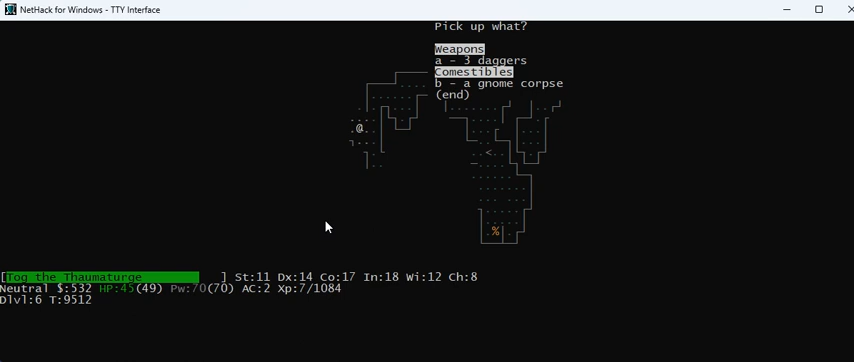 NetHack for Windows - TTY Interface
Pick up what?
Weapons
a - 3 daggers
Comestibles
b - a gnome corpse
(end)
[Tog the Thaumaturge ] St:11 Dx:14 Co:17 In:18 Wi:12 Ch:8
Neutral $:532 HP:45(49) Pw:70(70) AC:2 Xp:7/1084
Dlvl:6 T:9512